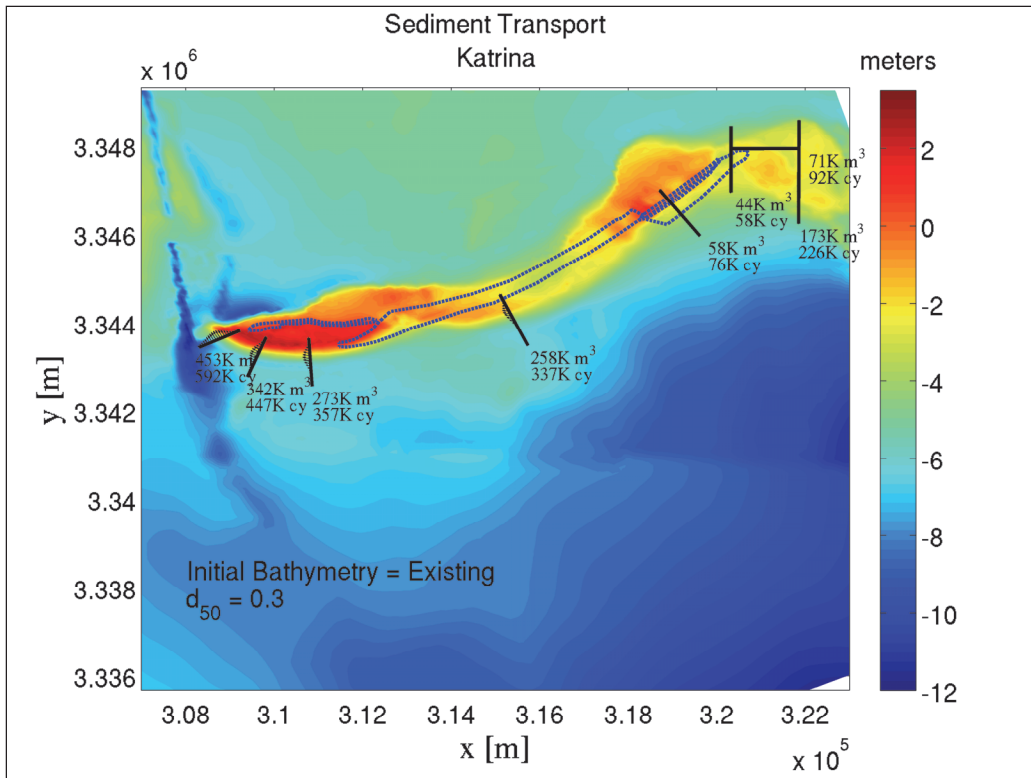 Sediment Transport
Katrina
x 10^6
meters
3.348
3.346
3.344
3.342
3.34
3.338
3.336
y [m]
71K m^3
92K cy
44K m^3
58K cy
173K m^3
226K cy
58K m^3
76K cy
258K m^3
337K cy
453K m
592K cy
342K m^3
447K cy
273K m^3
357K cy
Initial Bathymetry = Existing
d_50 = 0.3
2
0
-2
-4
-6
-8
-10
-12
3.08
3.1
3.12
3.14
3.16
3.18
3.2
3.22
x [m]
x 10^5